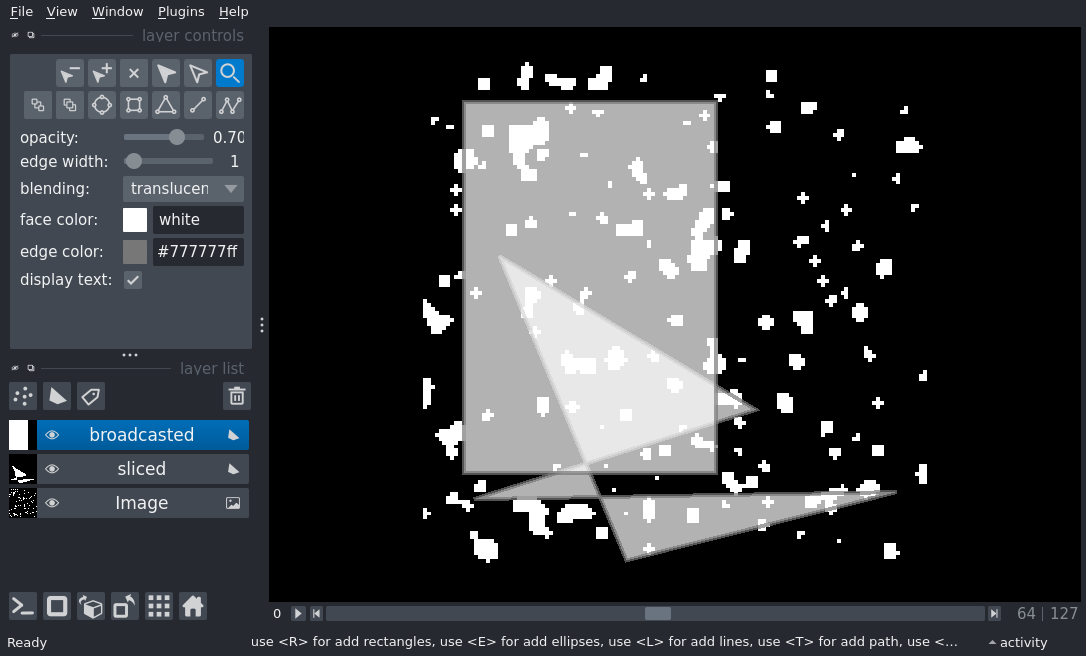 File View Window Plugins Help
layer controls
opacity: 0.70
edge width: 1
blending: translucen
face color: white
edge color: #777777ff
display text:
layer list
broadcasted
sliced
Image
0 64 127
Ready use <R> for add rectangles, use <E> for add ellipses, use <L> for add lines, use <T> for add path, use <… activity